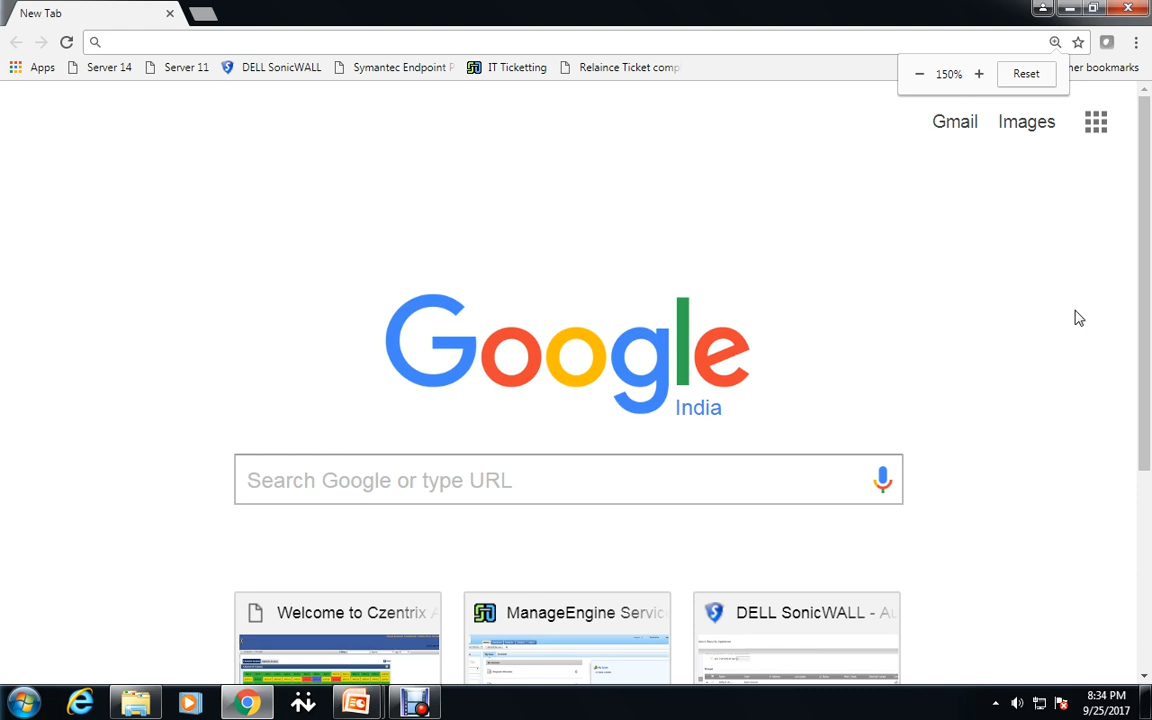 New Tab
Apps Server 14 Server 11 DELL SonicWALL Symantec Endpoint P IT Ticketting Relaince Ticket comp her bookmarks
150% Reset
Gmail Images
Google
India
Search Google or type URL
Welcome to Czentrix A ManageEngine Servic DELL SonicWALL - Au
8:34 PM
9/25/2017